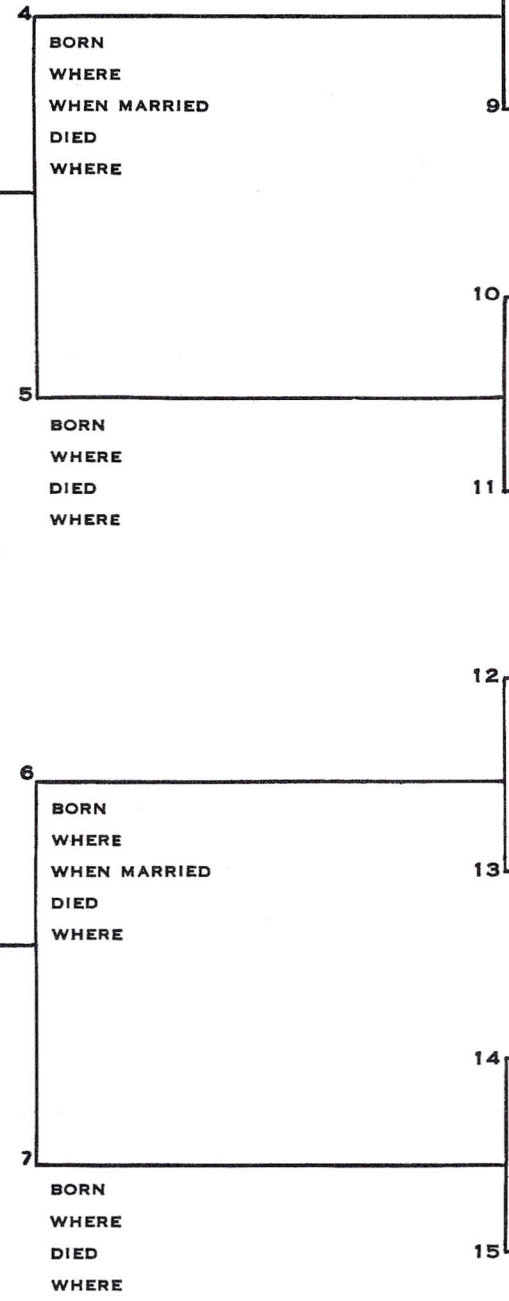 4
BORN
WHERE
WHEN MARRIED
DIED
WHERE
9
10
5
BORN
WHERE
DIED
WHERE
11
12
6
BORN
WHERE
WHEN MARRIED
DIED
WHERE
13
14
7
BORN
WHERE
DIED
WHERE
15